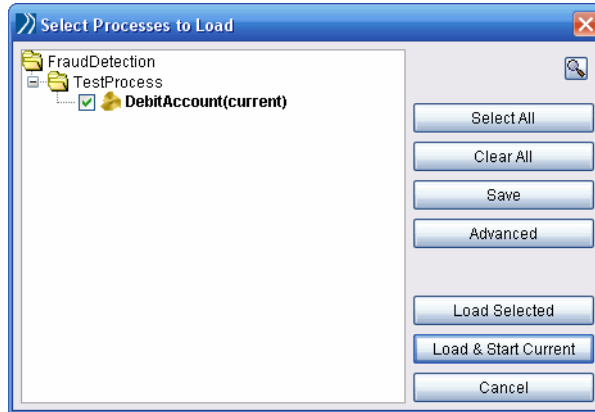 Select Processes to Load
FraudDetection
TestProcess
DebitAccount(current)
Select All
Clear All
Save
Advanced
Load Selected
Load & Start Current
Cancel